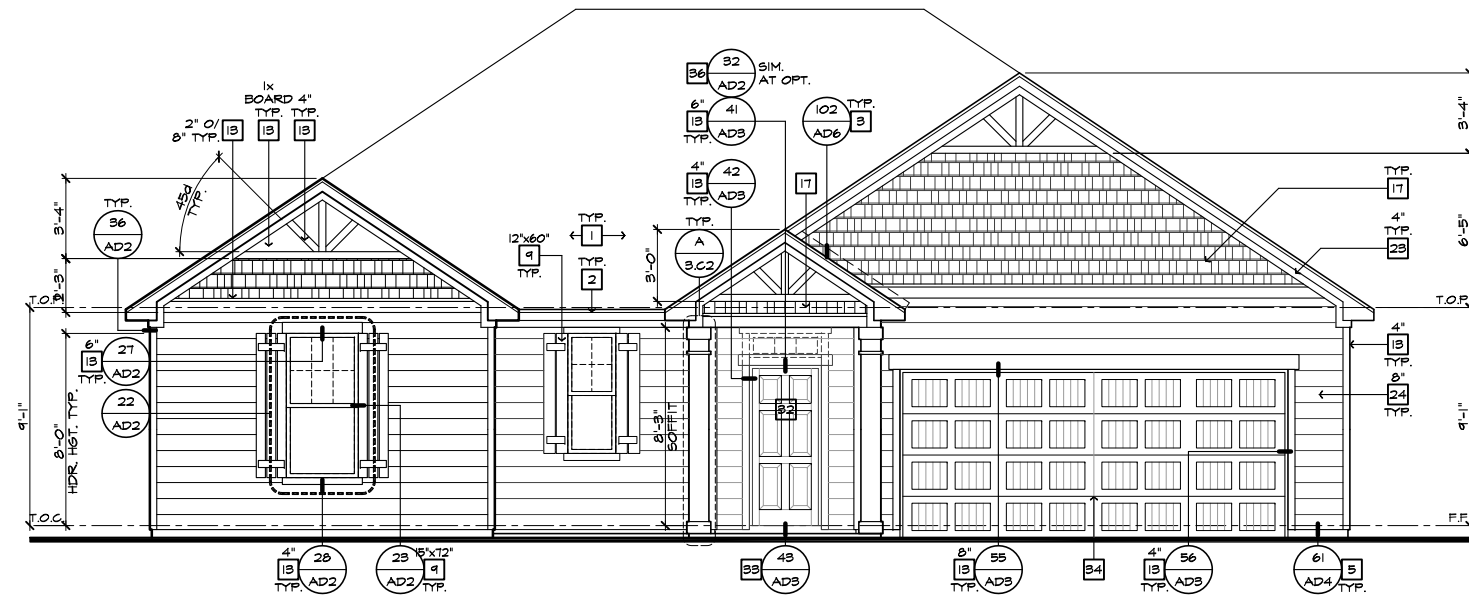 32
AD2
36
SIM.
AT OPT.
1x
BOARD 4"
TYP. TYP.
13
13
2" O/
8" TYP.
13
6"
13
TYP.
41
AD3
102
AD6
TYP.
3
3'-4"
4"
13
TYP.
42
AD3
17
TYP.
17
45d
TYP.
TYP.
36
AD2
3'-4"
TYP.
1
12"x60"
9
TYP.
TYP.
2
TYP.
A
3.C2
3'-0"
4"
23
TYP.
6'-5"
2'-3"
T.O.P.
T.O.P.
6"
13
TYP.
27
AD2
22
AD2
4"
13
TYP.
8"
24
TYP.
9'-1"
8'-0"
HDR. HGT. TYP.
8'-3"
SOFFIT
32
9'-1"
T.O.C.
F.F.
4"
13
TYP.
28
AD2
23
AD2
15"x72"
9
TYP.
33
43
AD3
8"
13
TYP.
55
AD3
34
4"
13
TYP.
56
AD3
61
AD4
5
TYP.